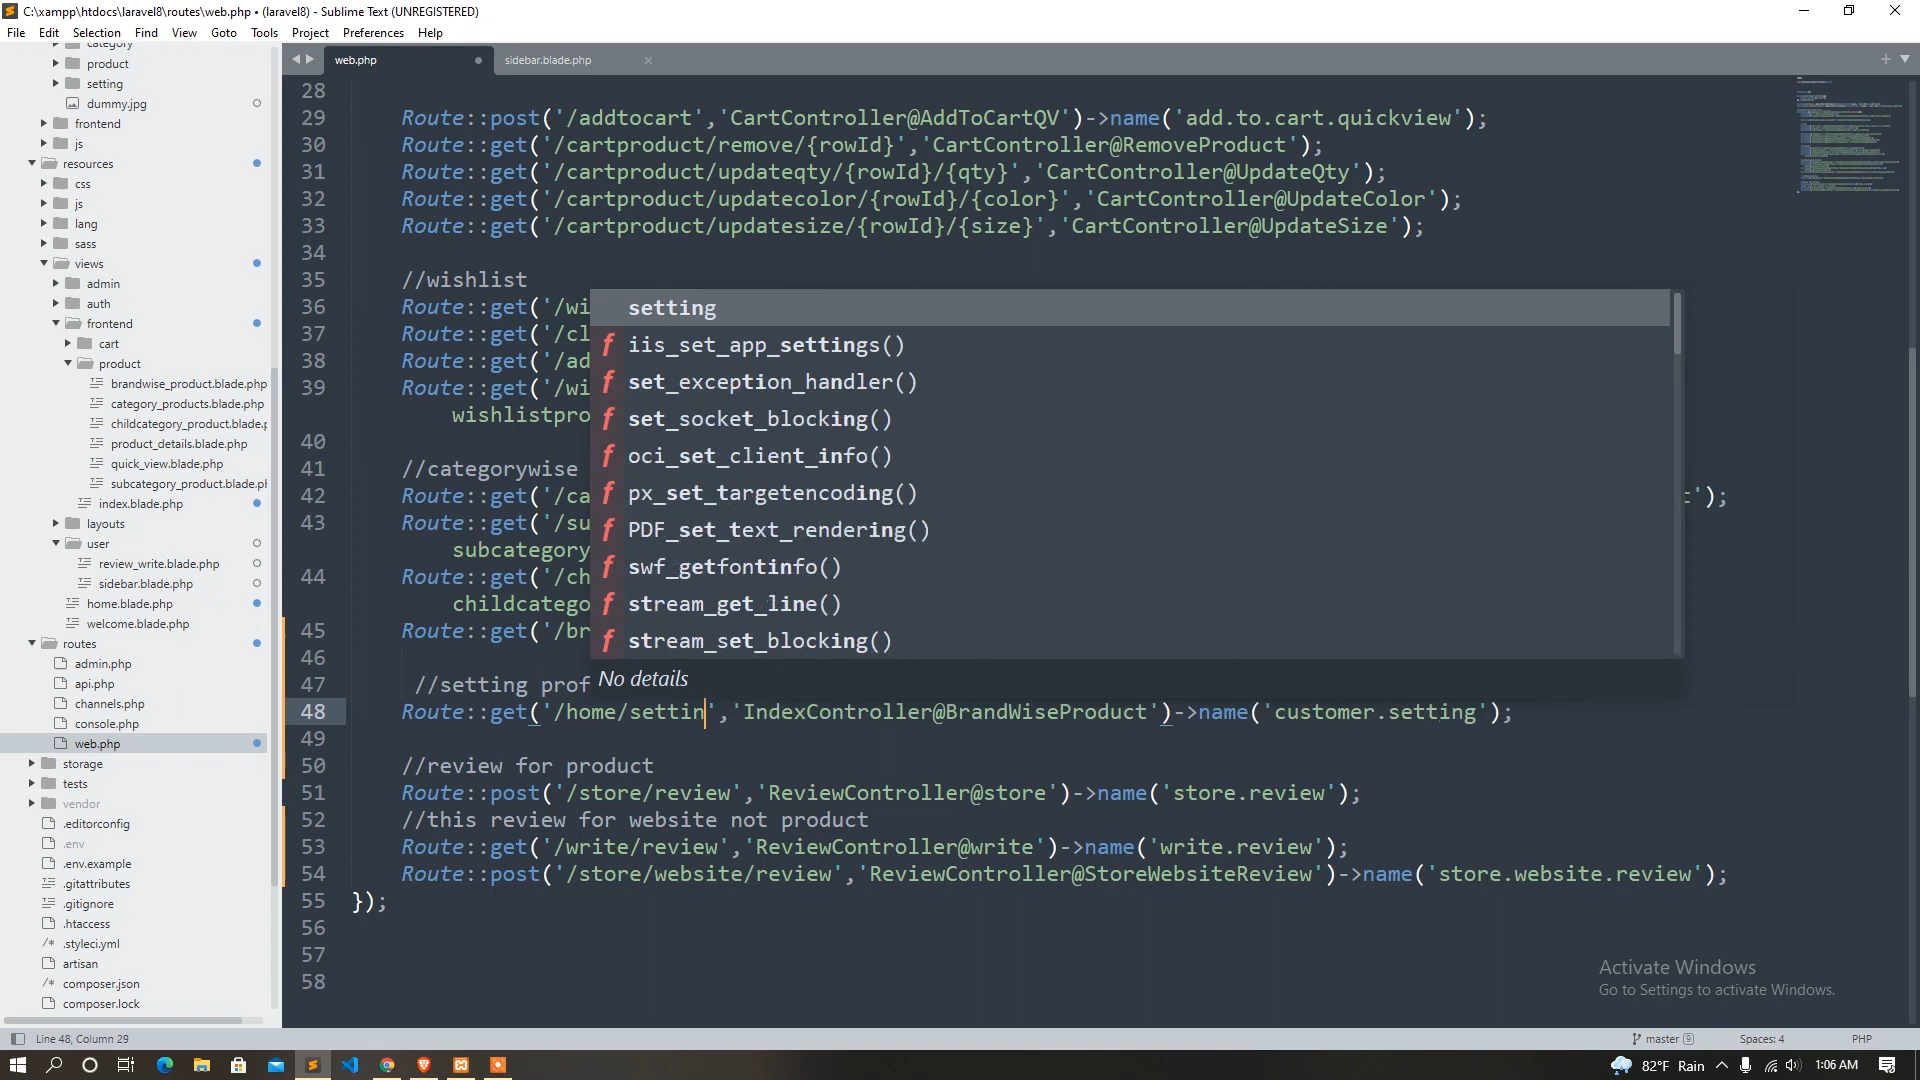 C:\xampp\htdocs\laravel8\routes\web.php • (laravel8) - Sublime Text (UNREGISTERED)
File Edit Selection Find View Goto Tools Project Preferences Help
category
product
setting
dummy.jpg
frontend
js
resources
css
js
lang
sass
views
admin
auth
frontend
cart
product
brandwise_product.blade.php
category_products.blade.php
childcategory_product.blade.p
product_details.blade.php
quick_view.blade.php
subcategory_product.blade.ph
index.blade.php
layouts
user
review_write.blade.php
sidebar.blade.php
home.blade.php
welcome.blade.php
routes
admin.php
api.php
channels.php
console.php
web.php
storage
tests
vendor
.editorconfig
.env
.env.example
.gitattributes
.gitignore
.htaccess
.styleci.yml
artisan
composer.json
composer.lock
web.php
sidebar.blade.php
28
29 Route::post('/addtocart','CartController@AddToCartQV')->name('add.to.cart.quickview');
30 Route::get('/cartproduct/remove/{rowId}','CartController@RemoveProduct');
31 Route::get('/cartproduct/updateqty/{rowId}/{qty}','CartController@UpdateQty');
32 Route::get('/cartproduct/updatecolor/{rowId}/{color}','CartController@UpdateColor');
33 Route::get('/cartproduct/updatesize/{rowId}/{size}','CartController@UpdateSize');
34
35 //wishlist
36 Route::get('/wi
37 Route::get('/cl
38 Route::get('/ad
39 Route::get('/wi
wishlistpro
40
41 //categorywise
42 Route::get('/ca t');
43 Route::get('/su
subcategory
44 Route::get('/ch
childcatego
45 Route::get('/br
46
47 //setting prof
48 Route::get('/home/settin','IndexController@BrandWiseProduct')->name('customer.setting');
49
50 //review for product
51 Route::post('/store/review','ReviewController@store')->name('store.review');
52 //this review for website not product
53 Route::get('/write/review','ReviewController@write')->name('write.review');
54 Route::post('/store/website/review','ReviewController@StoreWebsiteReview')->name('store.website.review');
55 });
56
57
58
setting
f iis_set_app_settings()
f set_exception_handler()
f set_socket_blocking()
f oci_set_client_info()
f px_set_targetencoding()
f PDF_set_text_rendering()
f swf_getfontinfo()
f stream_get_line()
f stream_set_blocking()
No details
Activate Windows
Go to Settings to activate Windows.
Line 48, Column 29
master 9
Spaces: 4
PHP
82°F Rain
1:06 AM